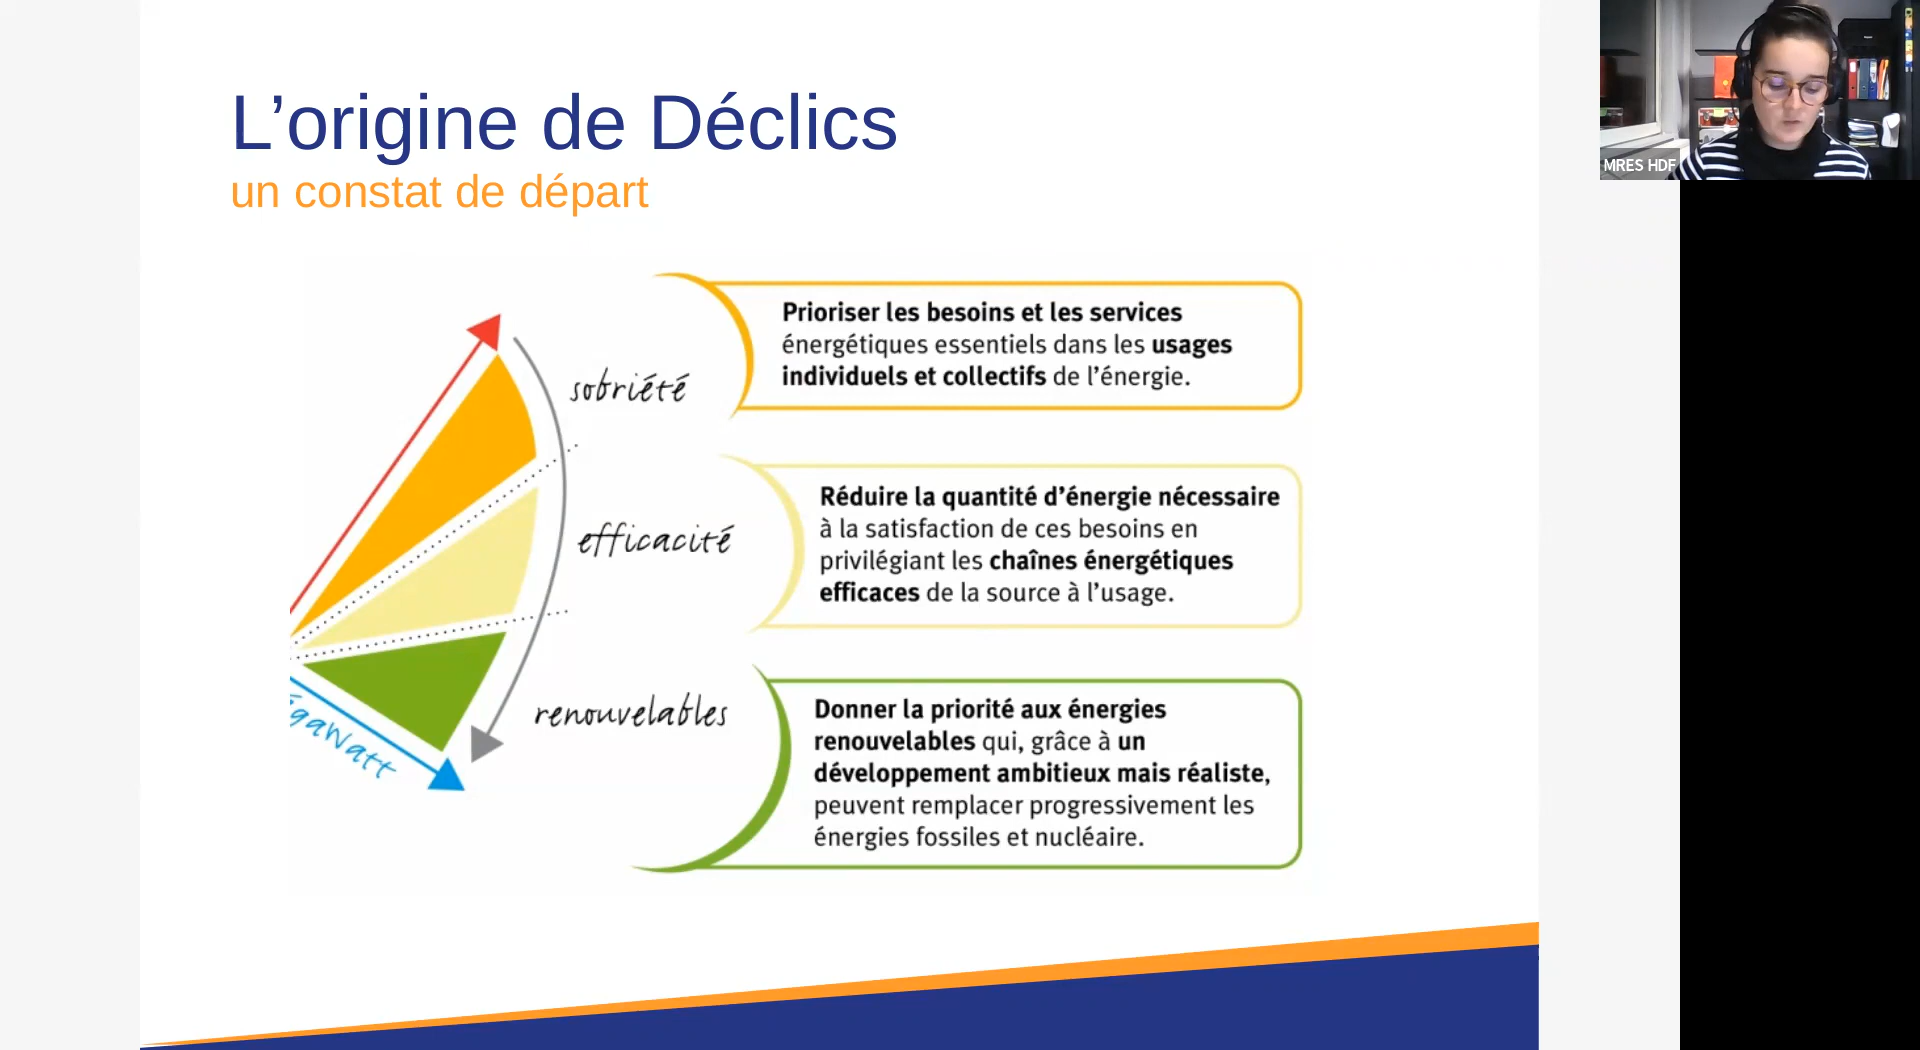 L’origine de Déclics
un constat de départ
MRES HDF
sobriété
Prioriser les besoins et les services
énergétiques essentiels dans les usages
individuels et collectifs de l’énergie.
efficacité
Réduire la quantité d’énergie nécessaire
à la satisfaction de ces besoins en
privilégiant les chaînes énergétiques
efficaces de la source à l’usage.
renouvelables
Donner la priorité aux énergies
renouvelables qui, grâce à un
développement ambitieux mais réaliste,
peuvent remplacer progressivement les
énergies fossiles et nucléaire.